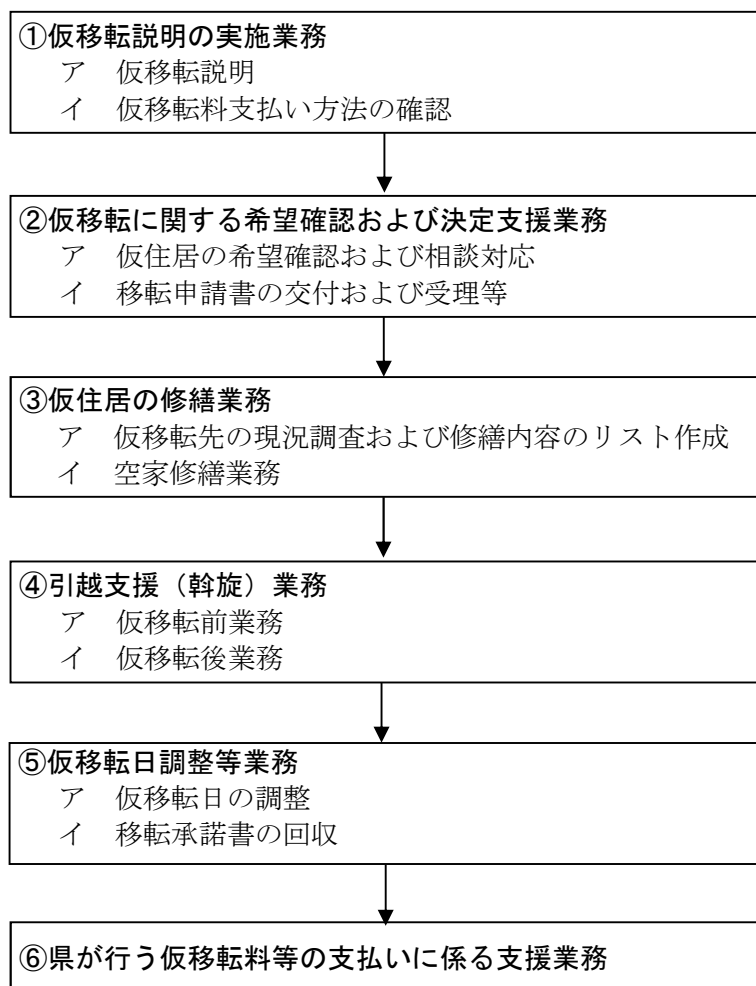 ①仮移転説明の実施業務
ア　仮移転説明
イ　仮移転料支払い方法の確認
②仮移転に関する希望確認および決定支援業務
ア　仮住居の希望確認および相談対応
イ　移転申請書の交付および受理等
③仮住居の修繕業務
ア　仮移転先の現況調査および修繕内容のリスト作成
イ　空家修繕業務
④引越支援（斡旋）業務
ア　仮移転前業務
イ　仮移転後業務
⑤仮移転日調整等業務
ア　仮移転日の調整
イ　移転承諾書の回収
⑥県が行う仮移転料等の支払いに係る支援業務